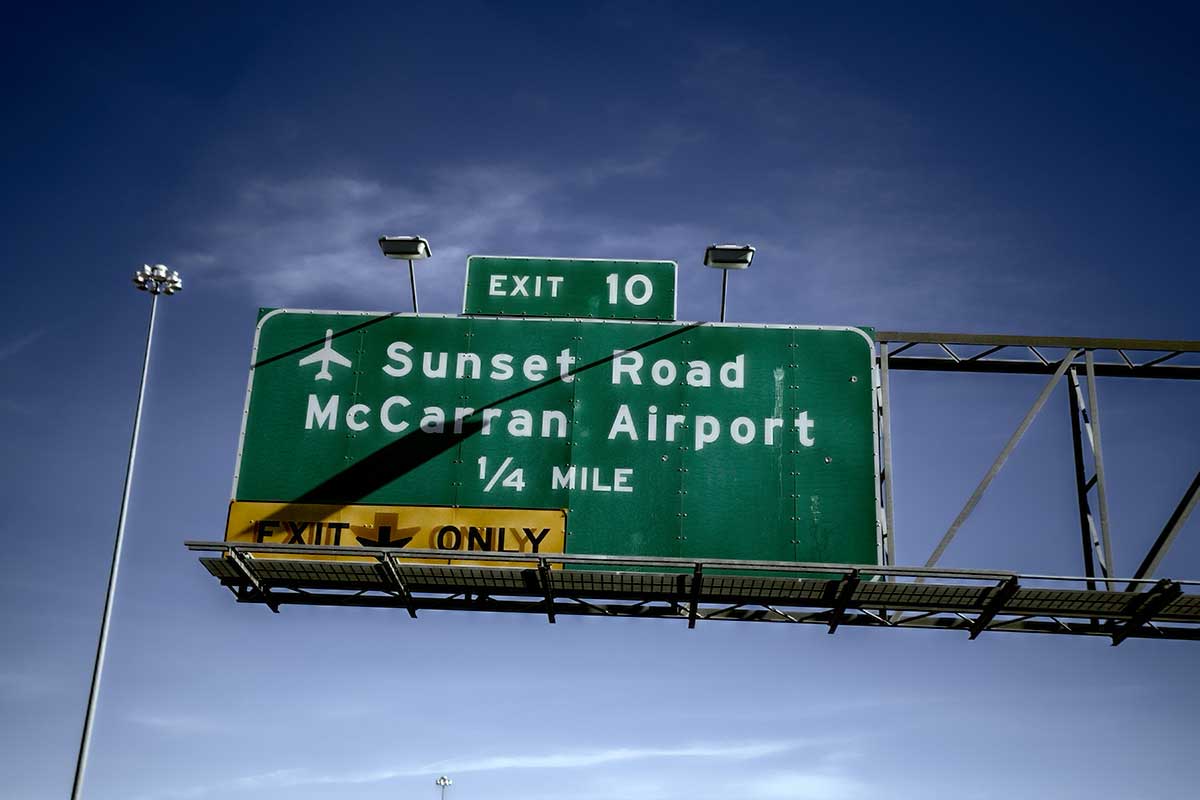 EXIT 10
Sunset Road
McCarran Airport
1/4 MILE
EXIT ONLY